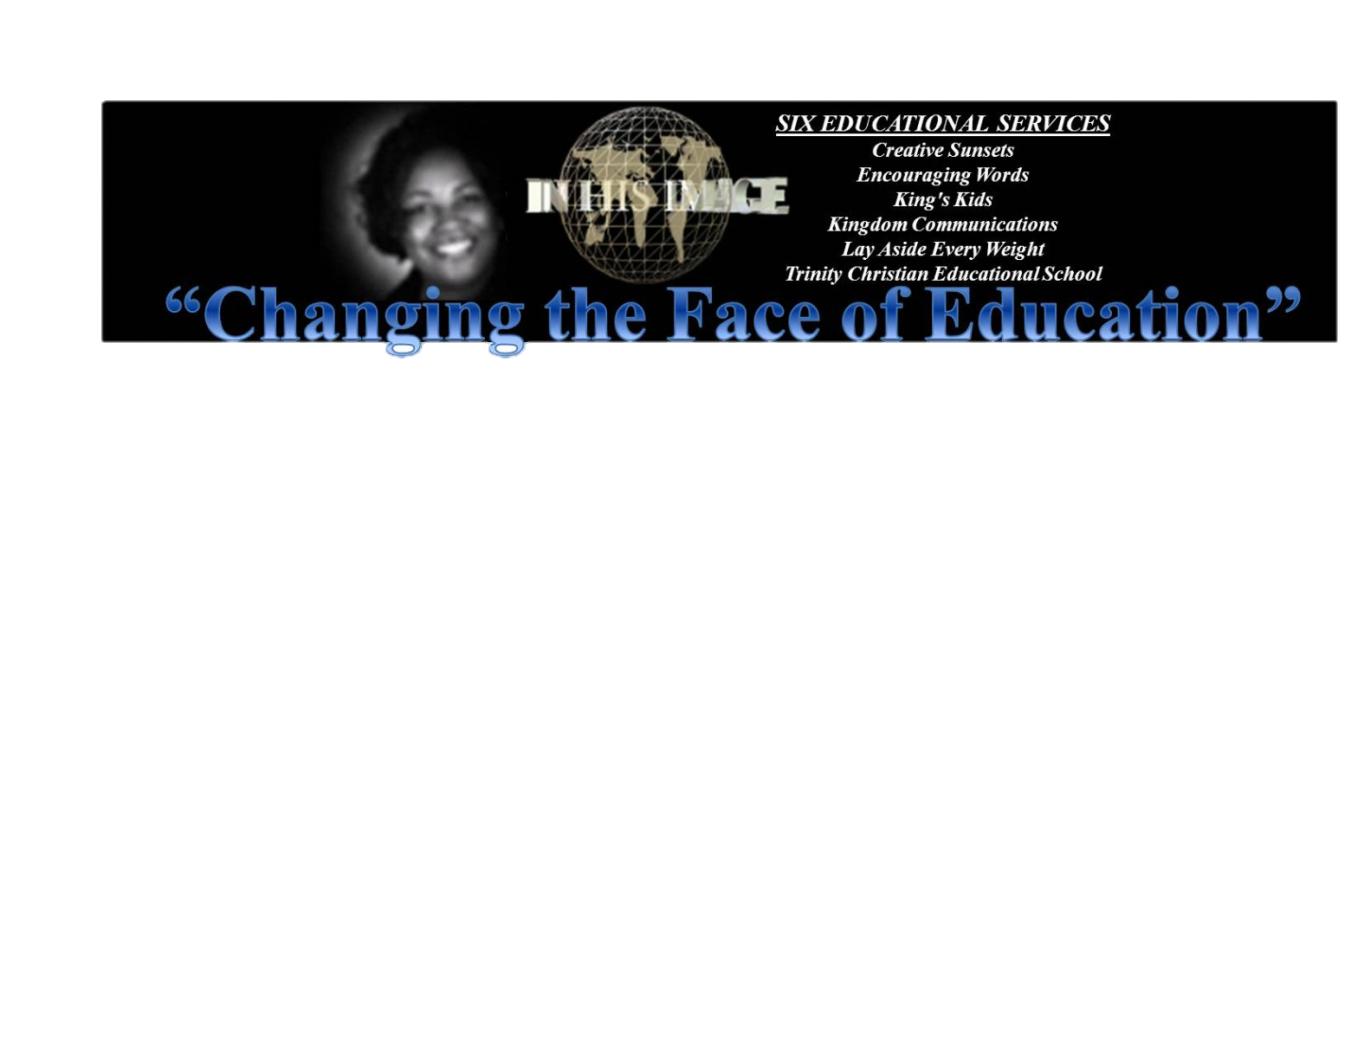 IN HIS IMAGE
SIX EDUCATIONAL SERVICES
Creative Sunsets
Encouraging Words
King's Kids
Kingdom Communications
Lay Aside Every Weight
Trinity Christian Educational School
“Changing the Face of Education”